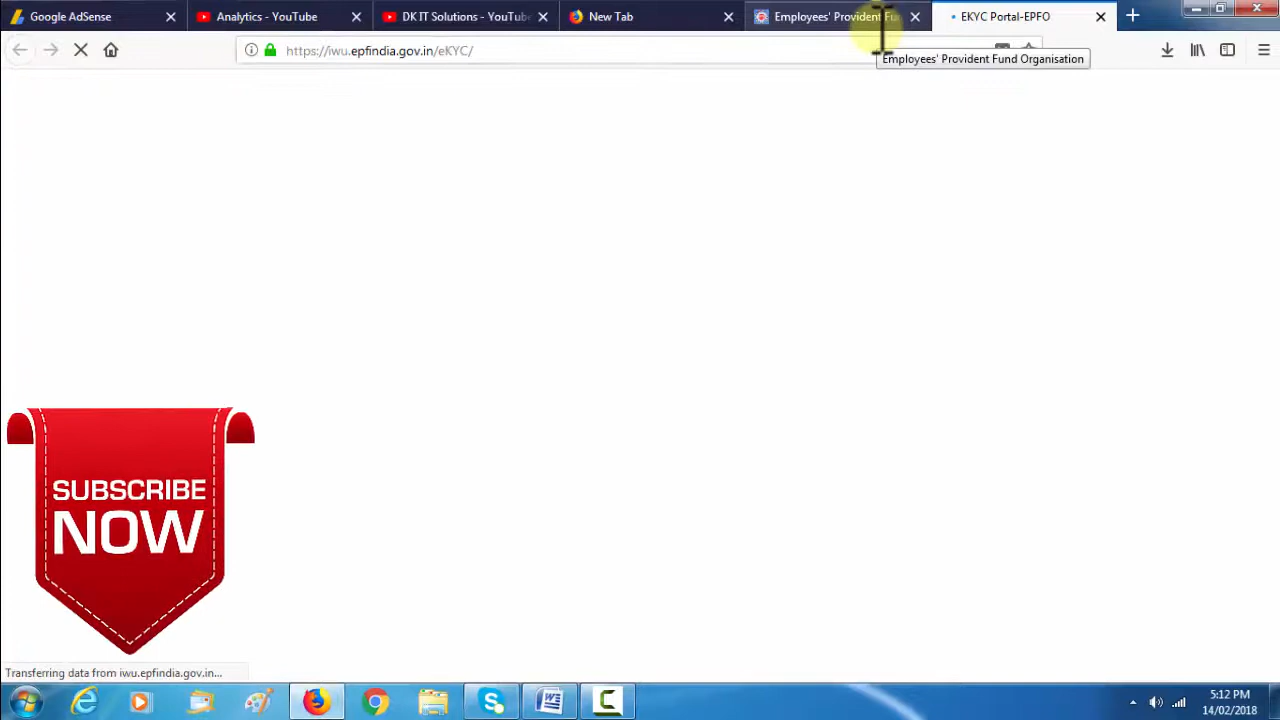 Google AdSense
Analytics - YouTube
DK IT Solutions - YouTube
New Tab
Employees' Provident Fun
EKYC Portal-EPFO
https://iwu.epfindia.gov.in/eKYC/
Employees' Provident Fund Organisation
SUBSCRIBE
NOW
Transferring data from iwu.epfindia.gov.in...
5:12 PM
14/02/2018